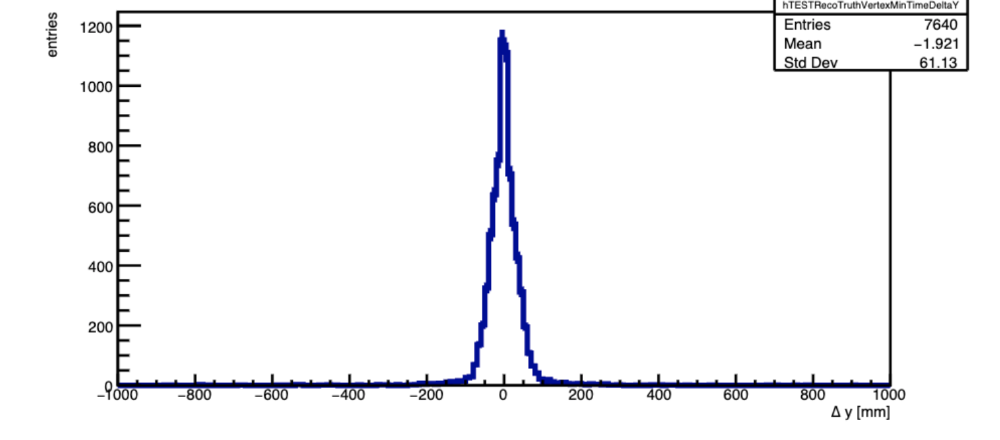 hTESTRecoTruthVertexMinTimeDeltaY
Entries 7640
Mean −1.921
Std Dev 61.13
entries
1200
1000
800
600
400
200
0
−1000 −800 −600 −400 −200 0 200 400 600 800 1000
Δ y [mm]